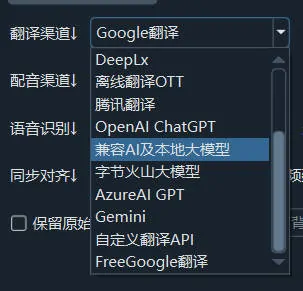 翻译渠道↓
Google翻译
DeepLx
配音渠道↓
离线翻译OTT
腾讯翻译
语音识别↓
OpenAI ChatGPT
兼容AI及本地大模型
同步对齐↓
字节火山大模型
AzureAI GPT
保留原始
Gemini
背
自定义翻译API
FreeGoogle翻译